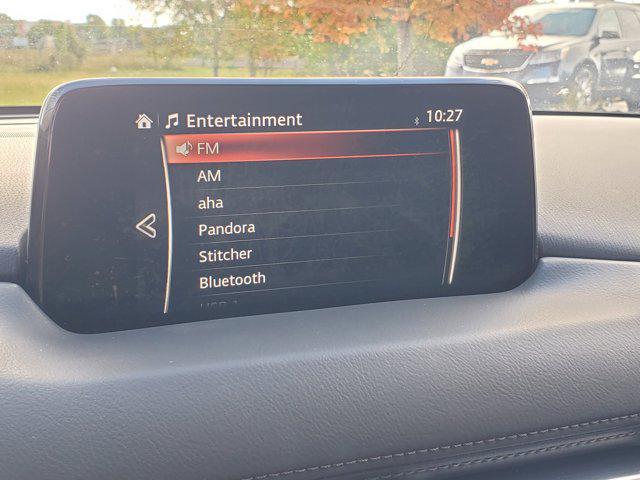 Entertainment 10:27
FM
AM
aha
Pandora
Stitcher
Bluetooth